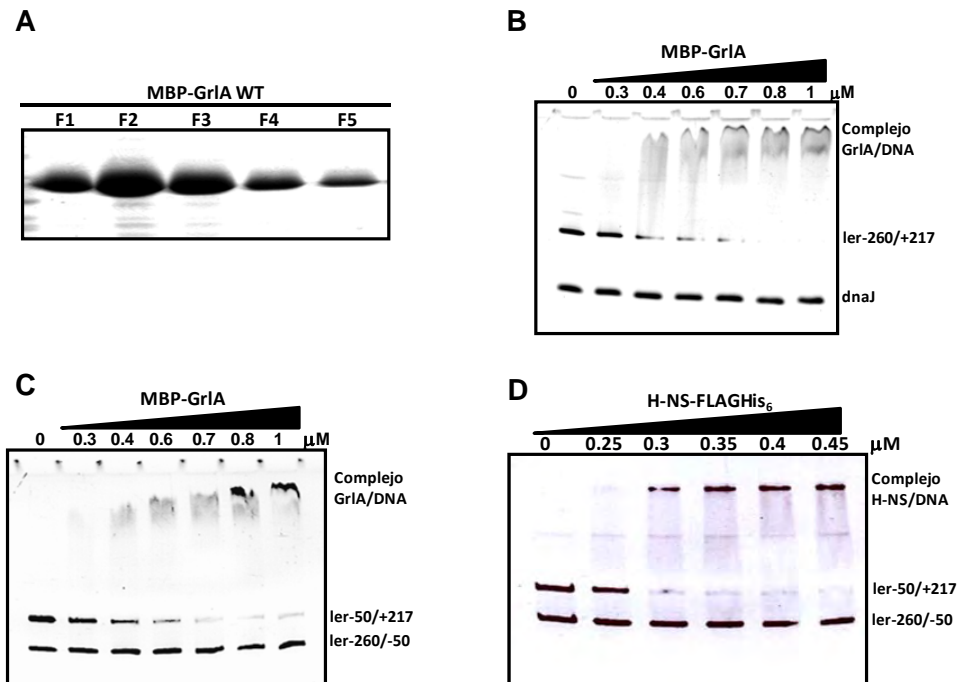 A
MBP-GrlA WT
F1 F2 F3 F4 F5
B
MBP-GrlA
0 0.3 0.4 0.6 0.7 0.8 1 µM
Complejo
GrlA/DNA
ler-260/+217
dnaJ
C
MBP-GrlA
0 0.3 0.4 0.6 0.7 0.8 1 µM
Complejo
GrlA/DNA
ler-50/+217
ler-260/-50
D
H-NS-FLAGHis₆
0 0.25 0.3 0.35 0.4 0.45 µM
Complejo
H-NS/DNA
ler-50/+217
ler-260/-50